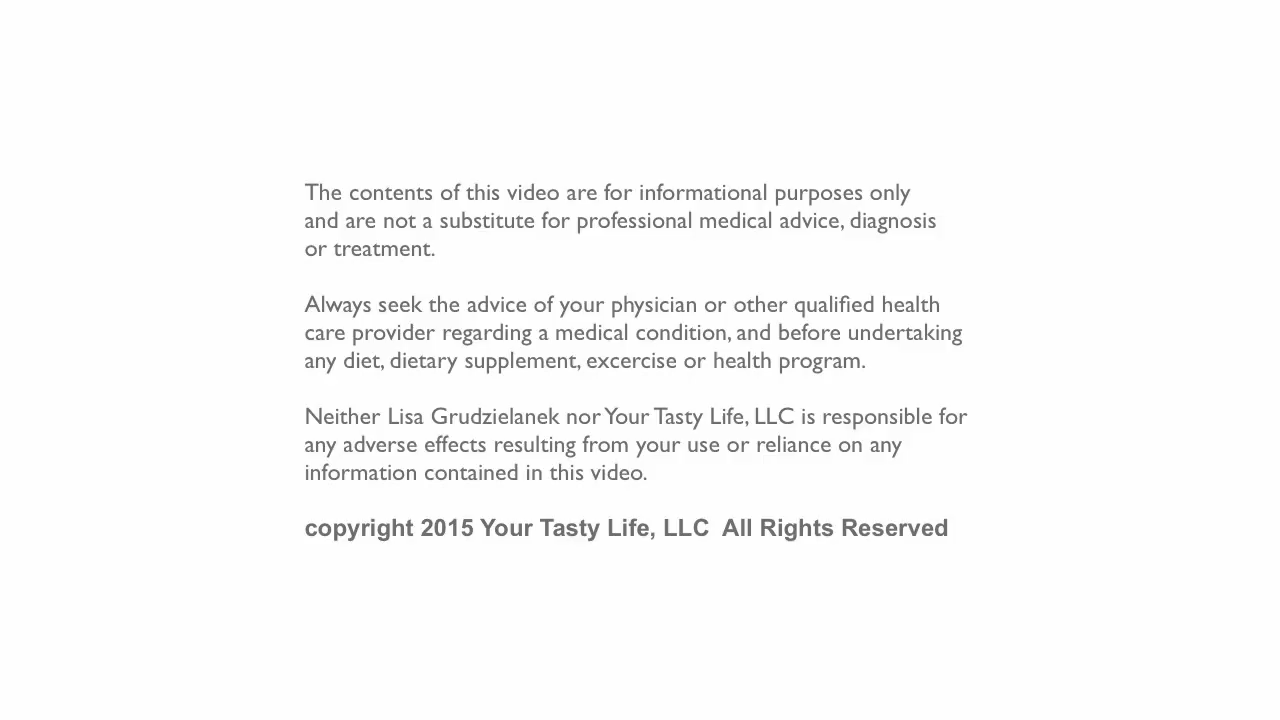 The contents of this video are for informational purposes only
and are not a substitute for professional medical advice, diagnosis
or treatment.
Always seek the advice of your physician or other qualified health
care provider regarding a medical condition, and before undertaking
any diet, dietary supplement, excercise or health program.
Neither Lisa Grudzielanek nor Your Tasty Life, LLC is responsible for
any adverse effects resulting from your use or reliance on any
information contained in this video.
copyright 2015 Your Tasty Life, LLC  All Rights Reserved